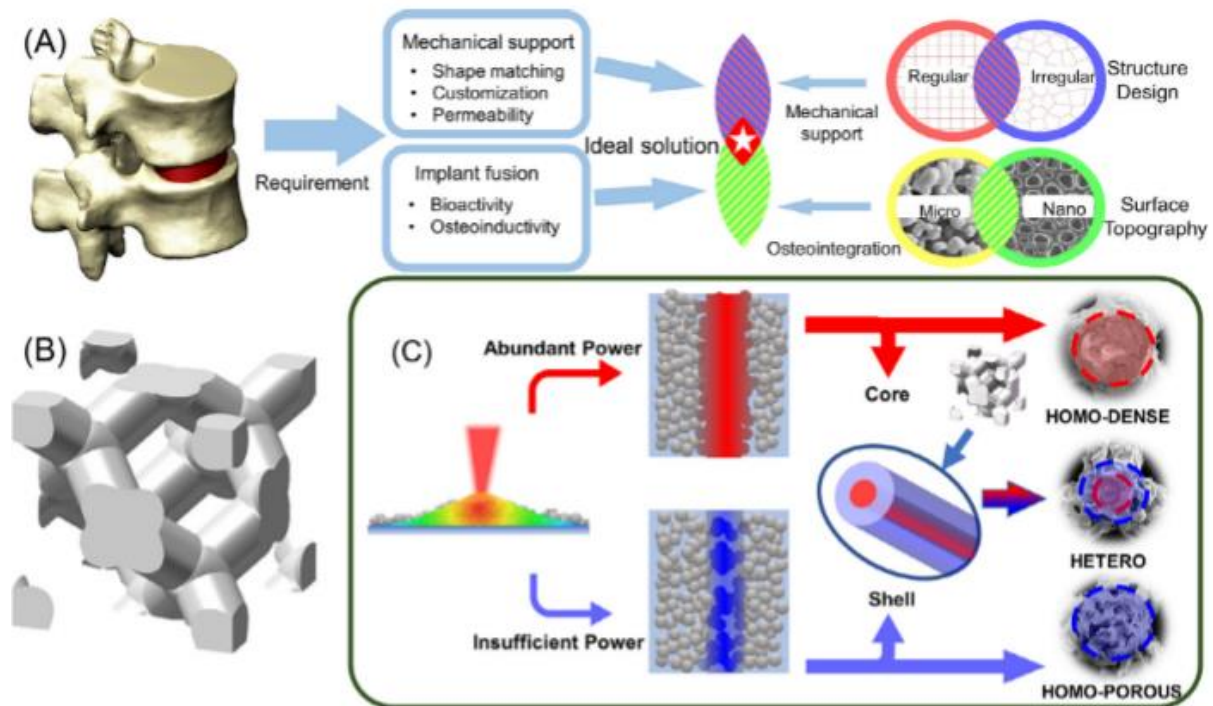 (A)
Requirement
Mechanical support
• Shape matching
• Customization
• Permeability
Implant fusion
• Bioactivity
• Osteoinductivity
Ideal solution
Mechanical
support
Osteointegration
Regular
Irregular
Structure
Design
Micro
Nano
Surface
Topography
(B)
(C)
Abundant Power
Insufficient Power
Core
Shell
HOMO-DENSE
HETERO
HOMO-POROUS